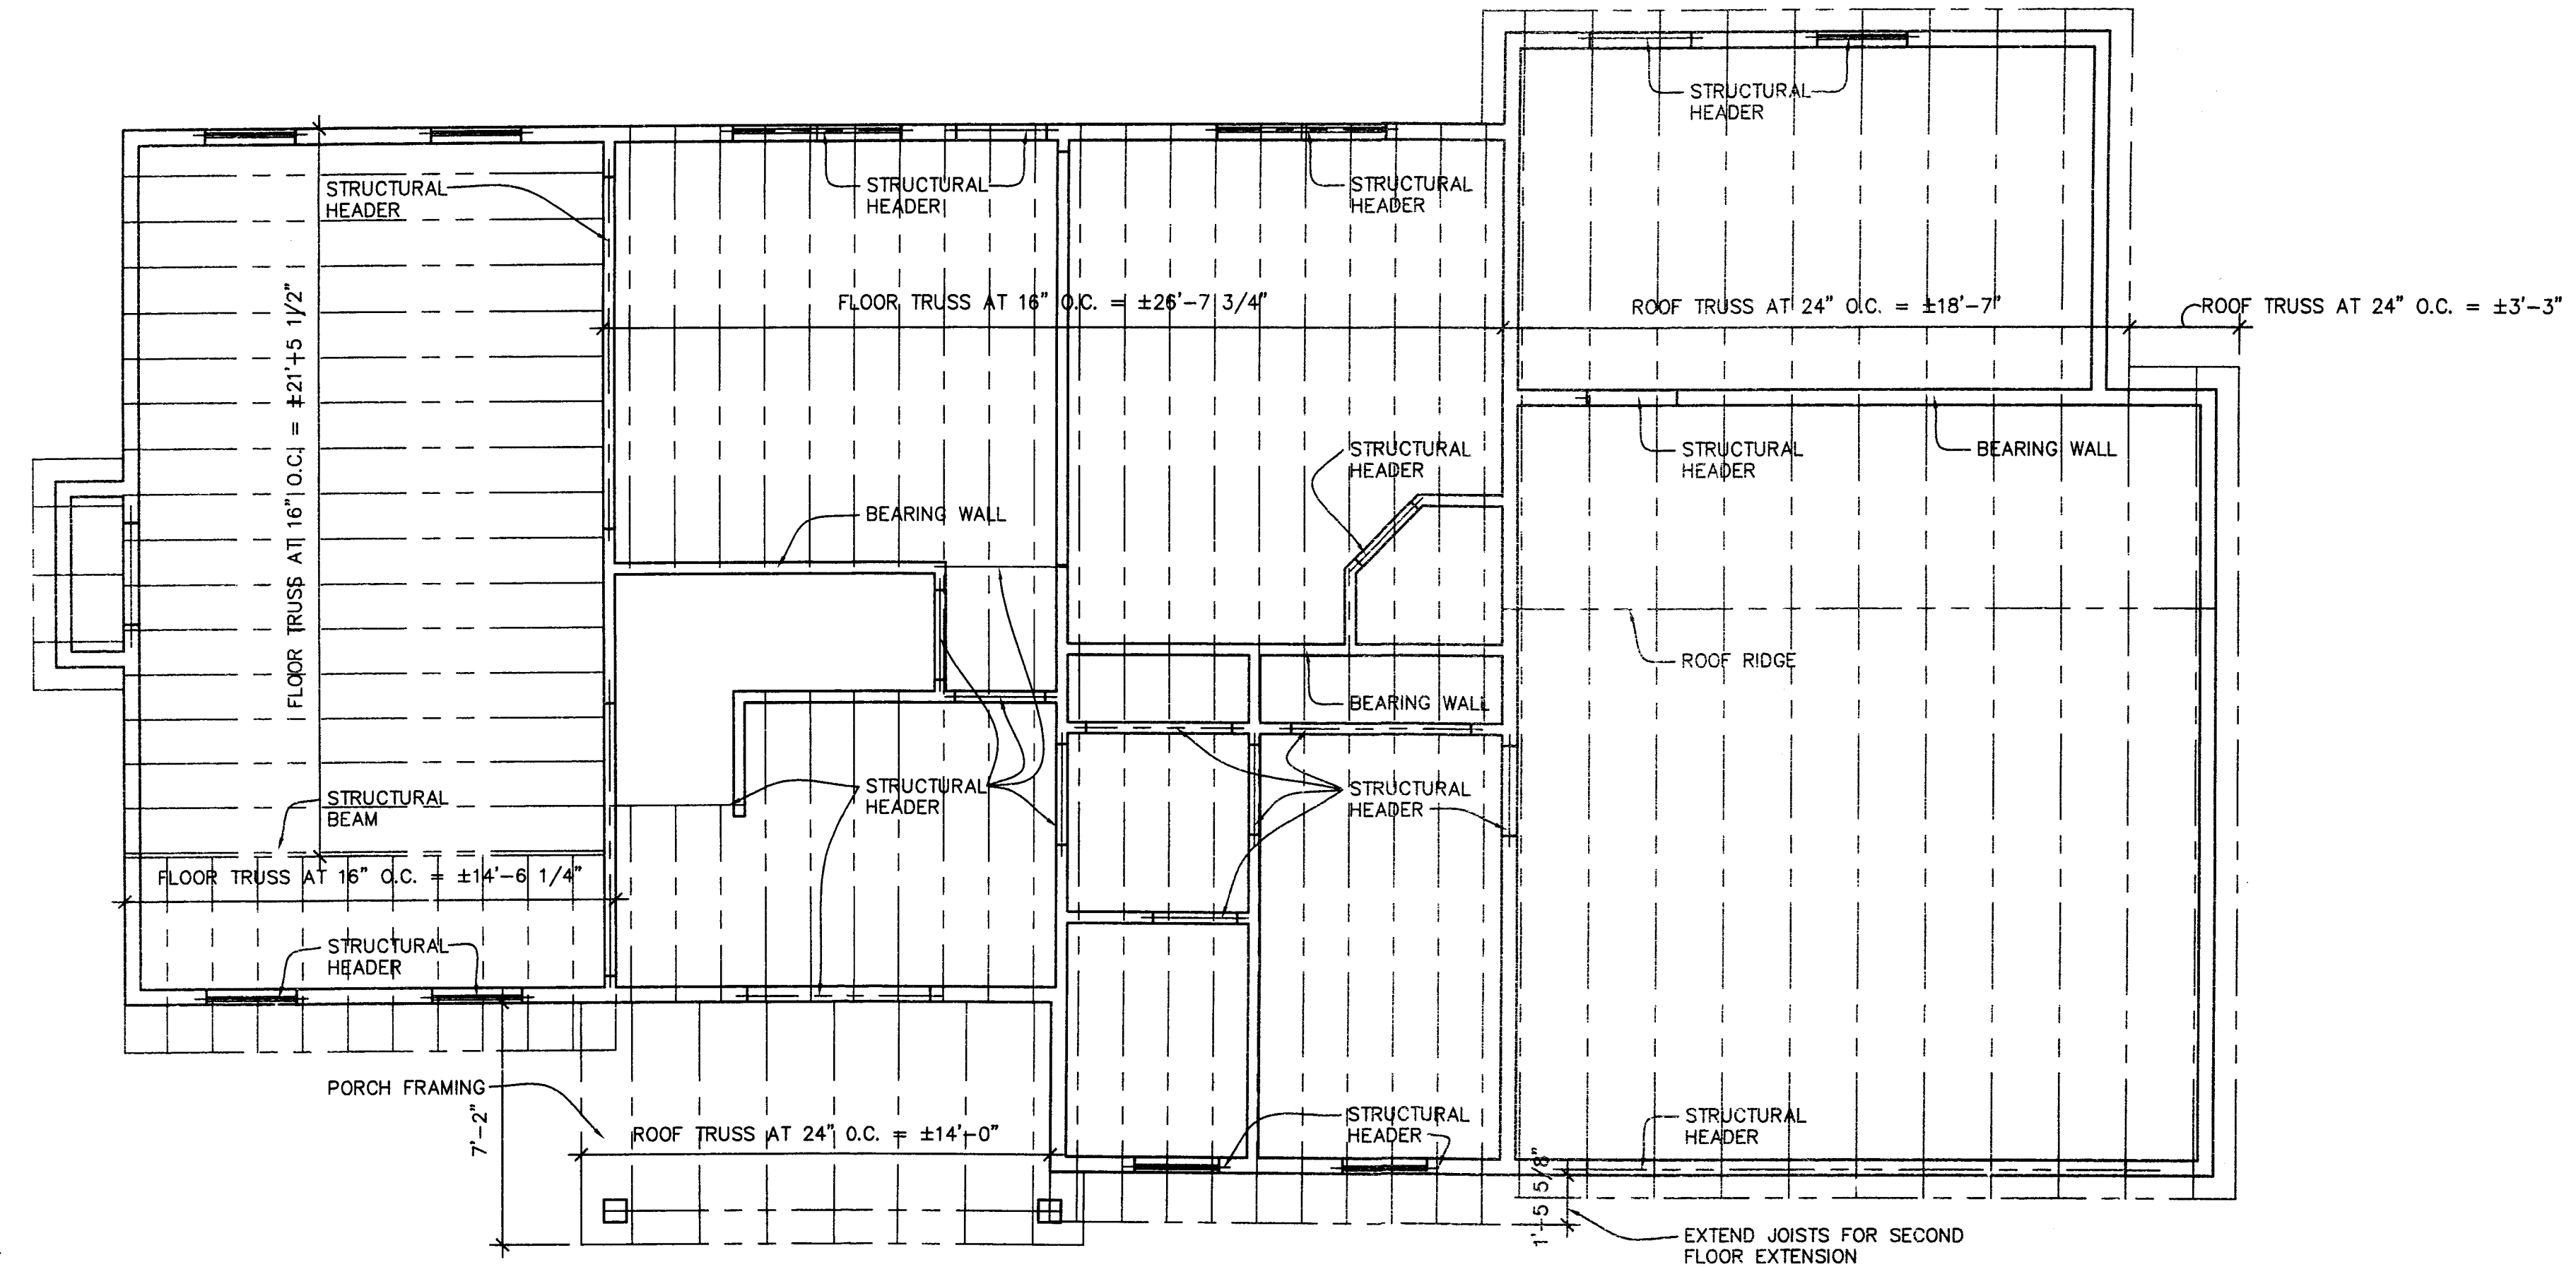 STRUCTURAL
HEADER
STRUCTURAL
HEADER
STRUCTURAL
HEADER
STRUCTURAL
HEADER
FLOOR TRUSS AT 16" O.C. = ±26'-7 3/4"
ROOF TRUSS AT 24" O.C. = ±18'-7"
ROOF TRUSS AT 24" O.C. = ±3'-3"
FLOOR TRUSS AT 16" O.C. = ±21'+5 1/2"
STRUCTURAL
HEADER
STRUCTURAL
HEADER
BEARING WALL
BEARING WALL
ROOF RIDGE
BEARING WALL
STRUCTURAL
BEAM
STRUCTURAL
HEADER
STRUCTURAL
HEADER
FLOOR TRUSS AT 16" O.C. = ±14'-6 1/4"
STRUCTURAL
HEADER
PORCH FRAMING
7'-2"
ROOF TRUSS AT 24" O.C. = ±14'-0"
STRUCTURAL
HEADER
STRUCTURAL
HEADER
1'-5 5/8"
EXTEND JOISTS FOR SECOND
FLOOR EXTENSION